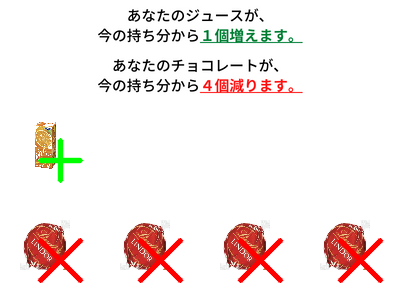 あなたのジュースが、
今の持ち分から１個増えます。
あなたのチョコレートが、
今の持ち分から４個減ります。
LINDOR
LINDOR
LINDOR
LINDOR